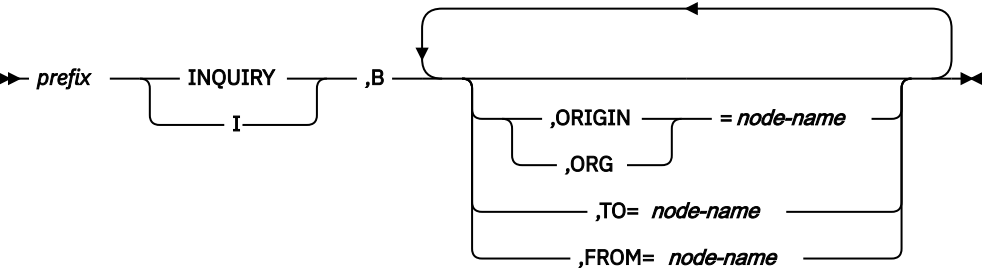 prefix INQUIRY ,B
I
,ORIGIN = node-name
,ORG
,TO= node-name
,FROM= node-name